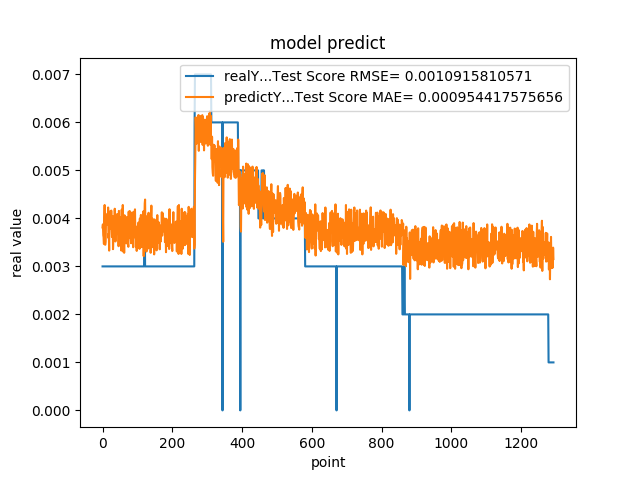 model predict
realY...Test Score RMSE= 0.0010915810571
predictY...Test Score MAE= 0.000954417575656
0.007
0.006
0.005
0.004
0.003
0.002
0.001
0.000
real value
0 200 400 600 800 1000 1200
point